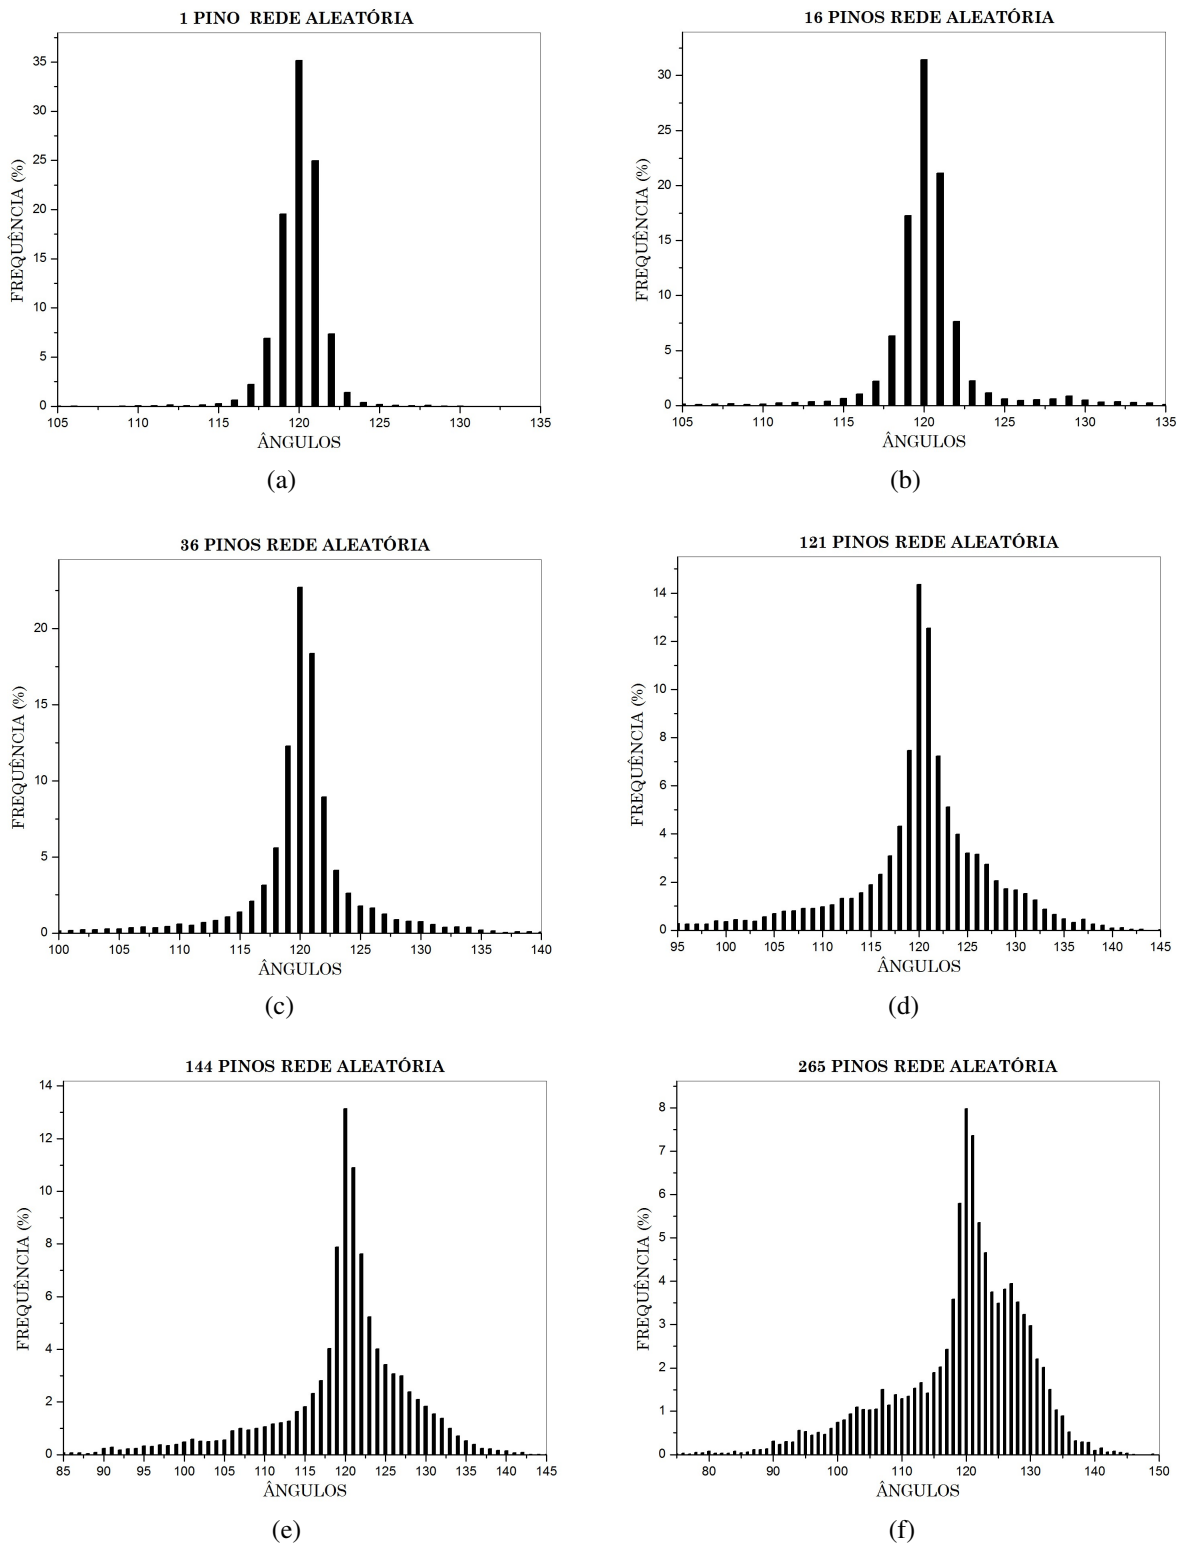 1 PINO REDE ALEATÓRIA
35
30
25
20
15
10
5
0
FREQUÊNCIA (%)
105 110 115 120 125 130 135
ÂNGULOS
(a)
16 PINOS REDE ALEATÓRIA
30
25
20
15
10
5
0
FREQUÊNCIA (%)
105 110 115 120 125 130 135
ÂNGULOS
(b)
36 PINOS REDE ALEATÓRIA
20
15
10
5
0
FREQUÊNCIA (%)
100 105 110 115 120 125 130 135 140
ÂNGULOS
(c)
121 PINOS REDE ALEATÓRIA
14
12
10
8
6
4
2
0
FREQUÊNCIA (%)
95 100 105 110 115 120 125 130 135 140 145
ÂNGULOS
(d)
144 PINOS REDE ALEATÓRIA
14
12
10
8
6
4
2
0
FREQUÊNCIA (%)
85 90 95 100 105 110 115 120 125 130 135 140 145
ÂNGULOS
(e)
265 PINOS REDE ALEATÓRIA
8
7
6
5
4
3
2
1
0
FREQUÊNCIA (%)
80 90 100 110 120 130 140 150
ÂNGULOS
(f)